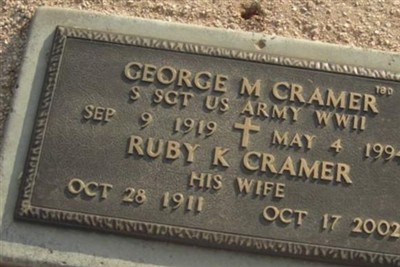 GEORGE M CRAMER
S SGT US ARMY WWII
SEP 9 1919 MAY 4 1994
RUBY K CRAMER
HIS WIFE
OCT 28 1911 OCT 17 2002